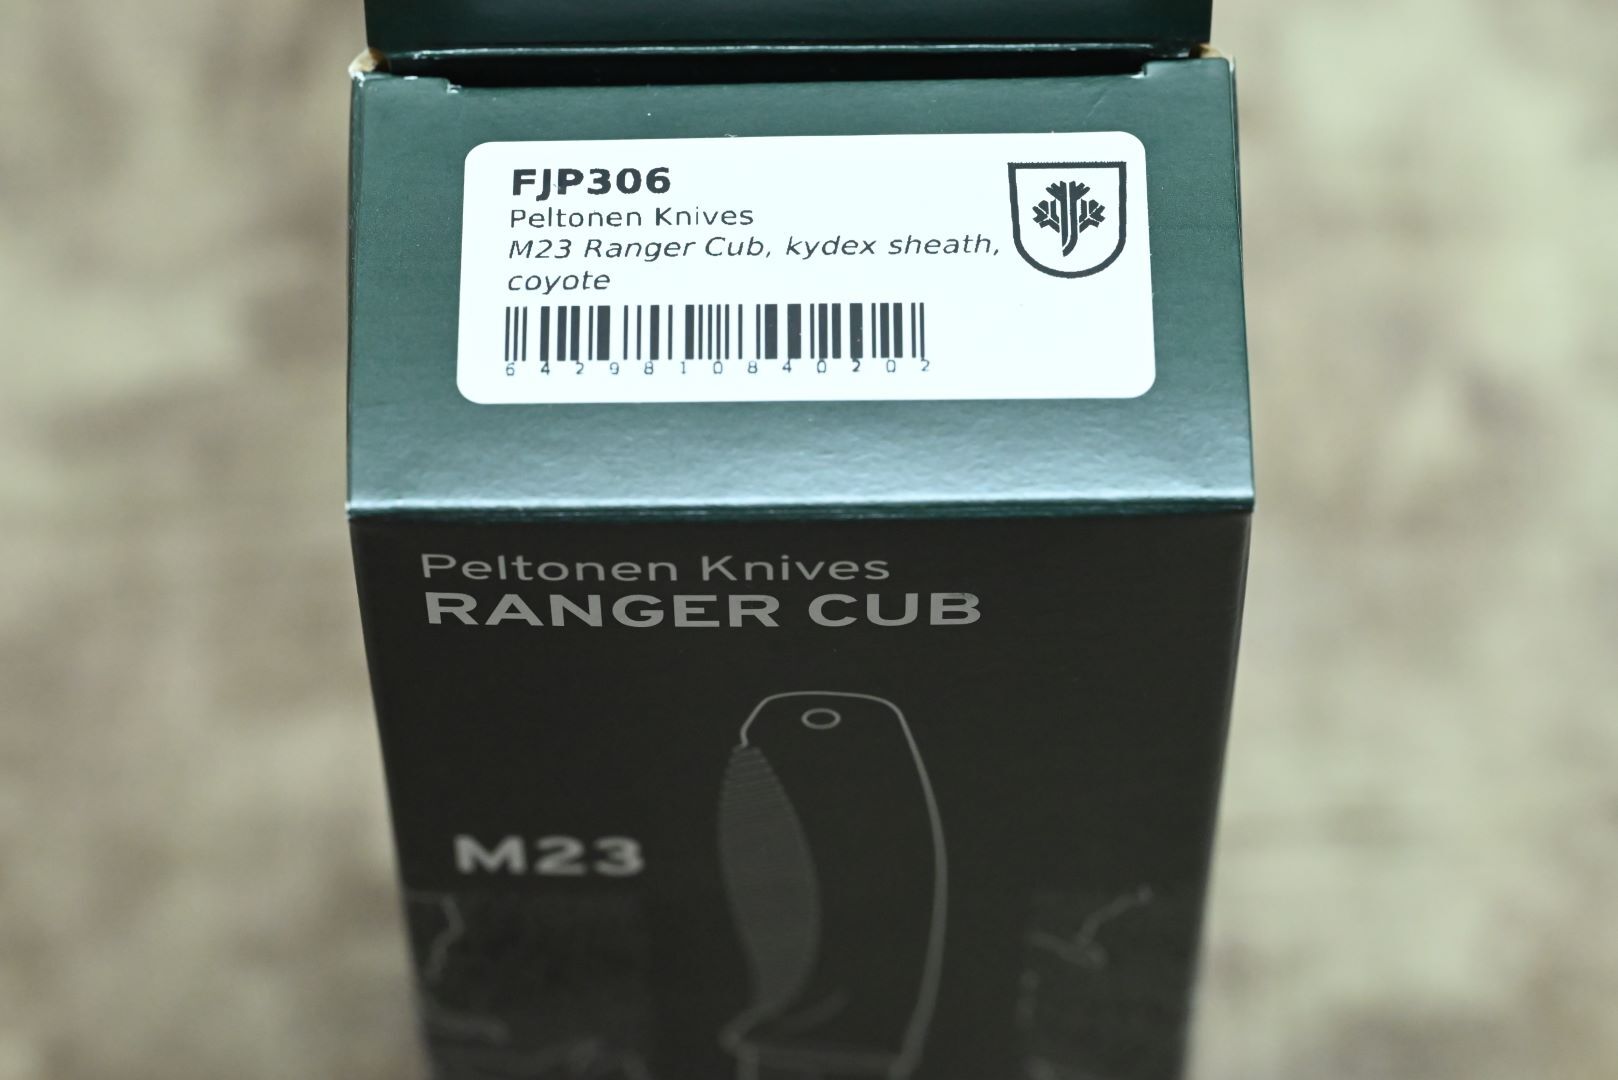 FJP306
Peltonen Knives
M23 Ranger Cub, kydex sheath,
coyote
6429810840202
Peltonen Knives
RANGER CUB
M23